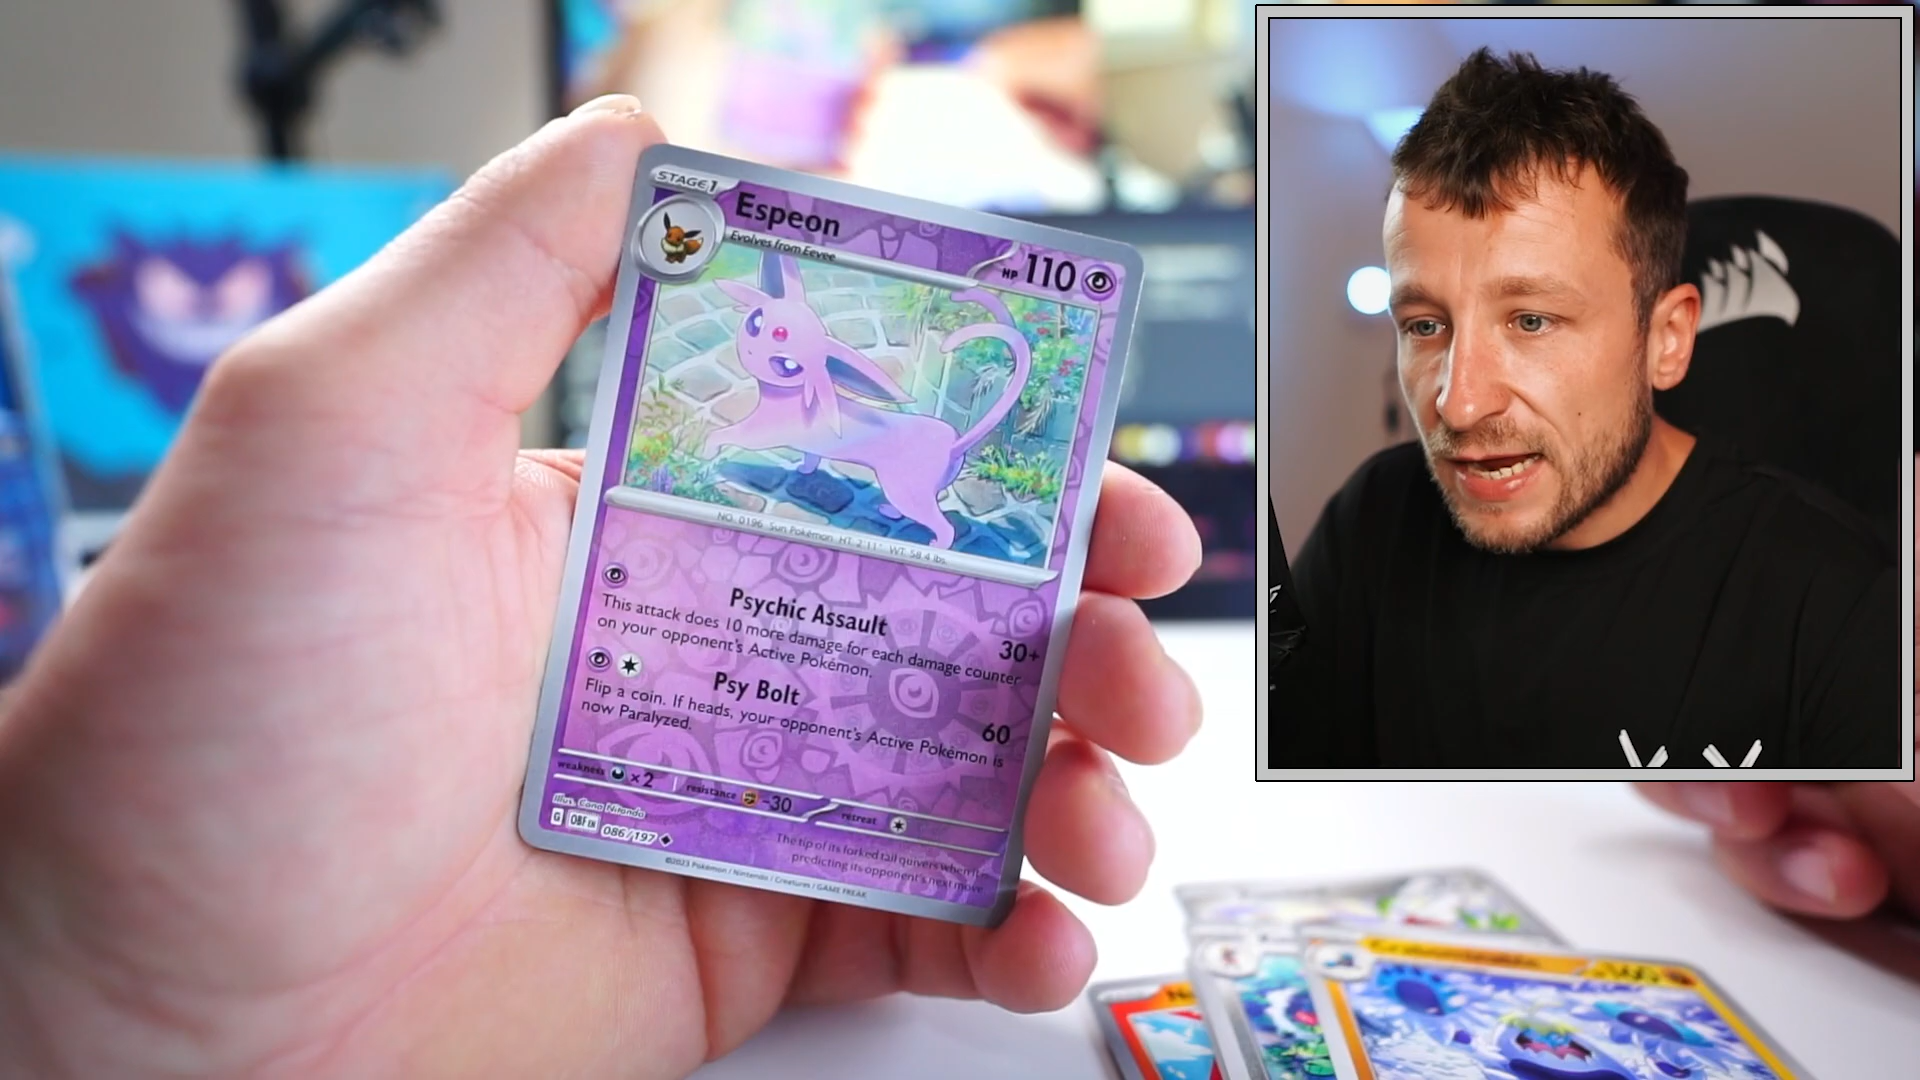 STAGE 1
Espeon
Evolves from Eevee
HP 110
NO. 0196 Sun Pokémon HT: 2'11" WT: 58.4 lbs.
Psychic Assault
30+
This attack does 10 more damage for each damage counter
on your opponent's Active Pokémon.
Psy Bolt
60
Flip a coin. If heads, your opponent's Active Pokémon is
now Paralyzed.
weakness ×2 resistance -30 retreat
Illus. Cona Nitanda
G OBF EN 086/197
The tip of its forked tail quivers when it is
predicting its opponent's next move
©2023 Pokémon / Nintendo / Creatures / GAME FREAK